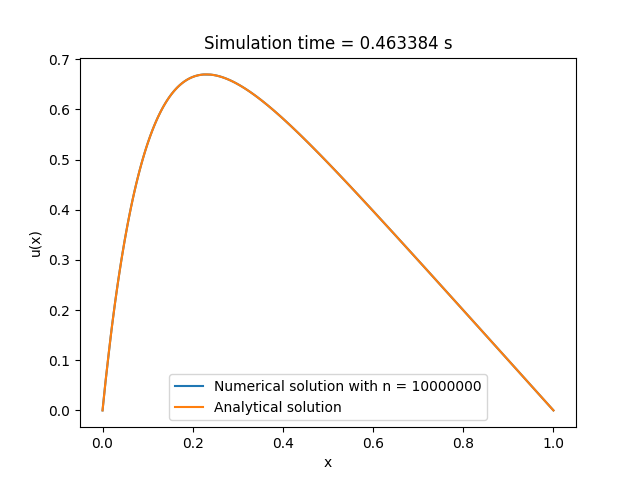 Simulation time = 0.463384 s
0.7
0.6
0.5
0.4
0.3
0.2
0.1
0.0
u(x)
Numerical solution with n = 10000000
Analytical solution
0.0 0.2 0.4 0.6 0.8 1.0
x